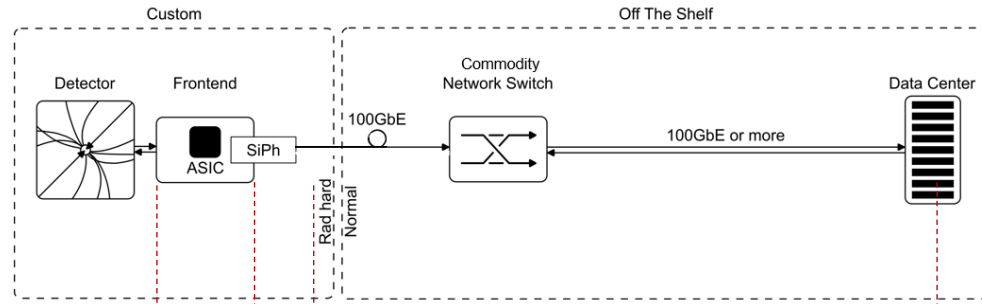 Custom
Off The Shelf
Detector
Frontend
Commodity
Network Switch
Data Center
100GbE
100GbE or more
SiPh
ASIC
Rad hard
Normal